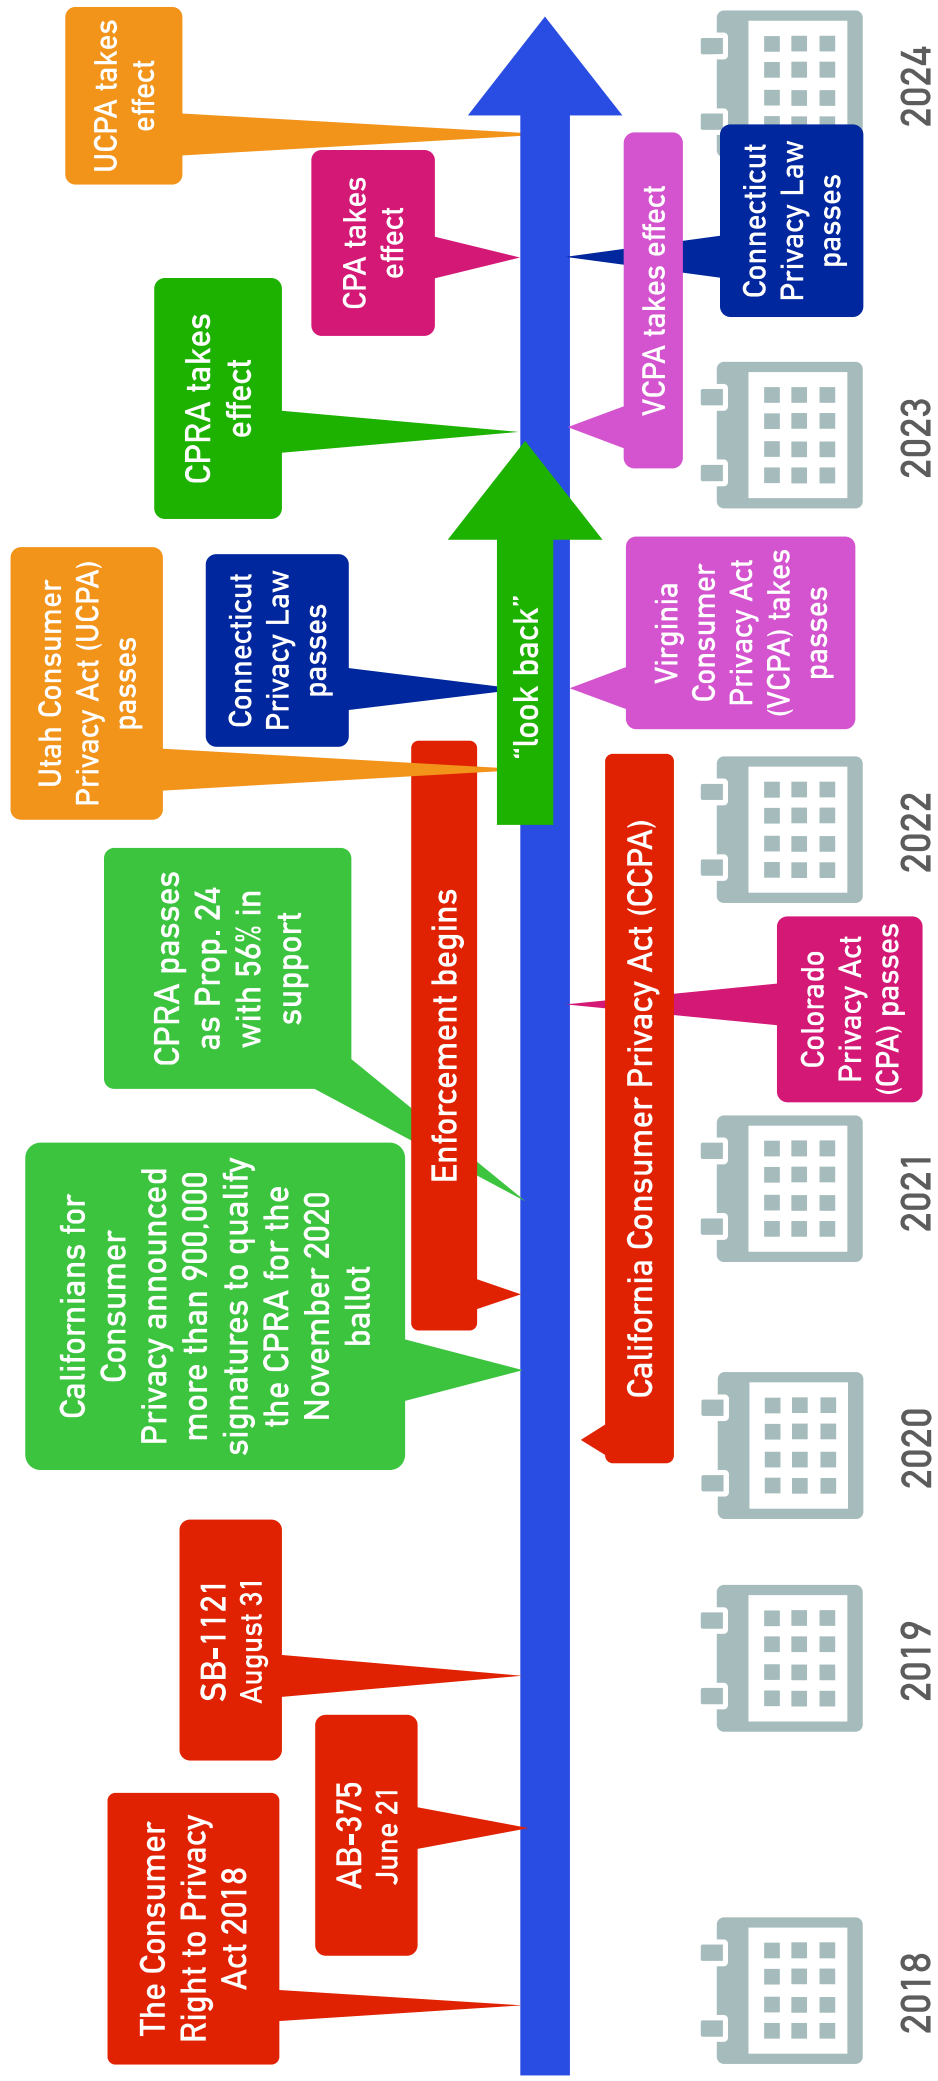 The Consumer
Right to Privacy
Act 2018
AB-375
June 21
SB-1121
August 31
Californians for
Consumer
Privacy announced
more than 900,000
signatures to qualify
the CPRA for the
November 2020
ballot
CPRA passes
as Prop. 24
with 56% in
support
Enforcement begins
Utah Consumer
Privacy Act (UCPA)
passes
Connecticut
Privacy Law
passes
CPRA takes
effect
CPA takes
effect
UCPA takes
effect
“look back”
California Consumer Privacy Act (CCPA)
Colorado
Privacy Act
(CPA) passes
Virginia
Consumer
Privacy Act
(VCPA) takes
passes
VCPA takes effect
Connecticut
Privacy Law
passes
2018
2019
2020
2021
2022
2023
2024